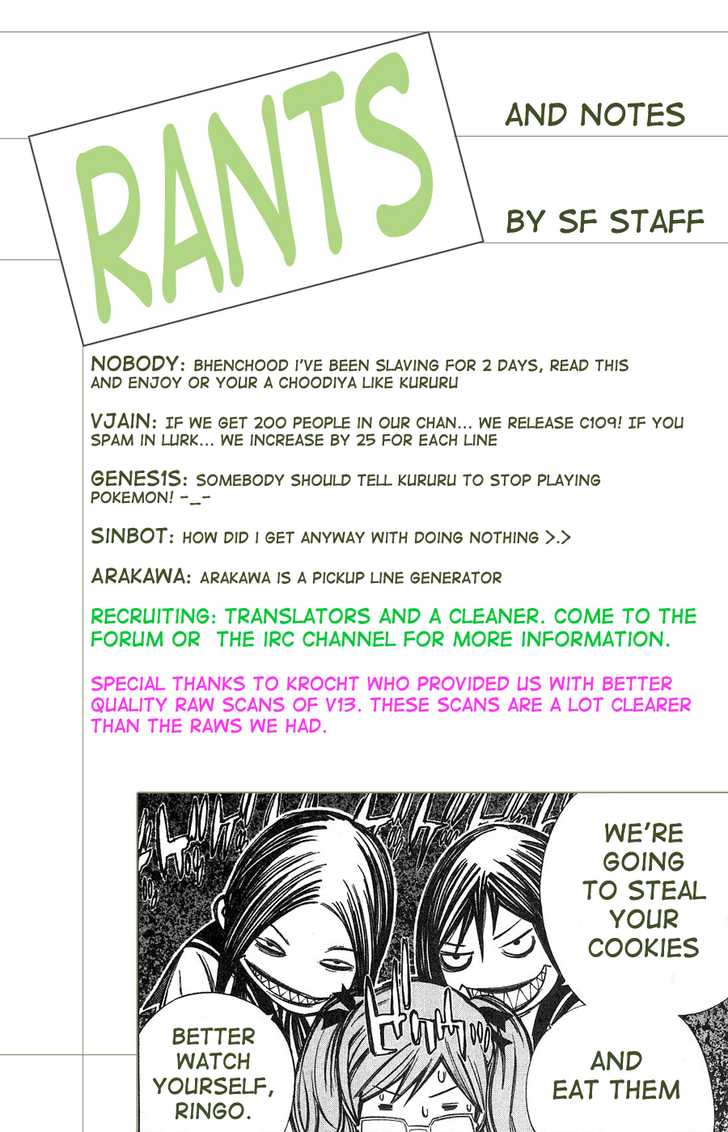 RANTS
AND NOTES
BY SF STAFF
NOBODY: BHENCHOOD I'VE BEEN SLAVING FOR 2 DAYS, READ THIS
AND ENJOY OR YOUR A CHOODIYA LIKE KURURU
VJAIN: IF WE GET 200 PEOPLE IN OUR CHAN... WE RELEASE C109! IF YOU
SPAM IN LURK... WE INCREASE BY 25 FOR EACH LINE
GENES1S: SOMEBODY SHOULD TELL KURURU TO STOP PLAYING
POKEMON! -_-
SINBOT: HOW DID I GET ANYWAY WITH DOING NOTHING >.>
ARAKAWA: ARAKAWA IS A PICKUP LINE GENERATOR
RECRUITING: TRANSLATORS AND A CLEANER. COME TO THE
FORUM OR THE IRC CHANNEL FOR MORE INFORMATION.
SPECIAL THANKS TO KROCHT WHO PROVIDED US WITH BETTER
QUALITY RAW SCANS OF V13. THESE SCANS ARE A LOT CLEARER
THAN THE RAWS WE HAD.
WE'RE
GOING
TO STEAL
YOUR
COOKIES
AND
EAT THEM
BETTER
WATCH
YOURSELF,
RINGO.